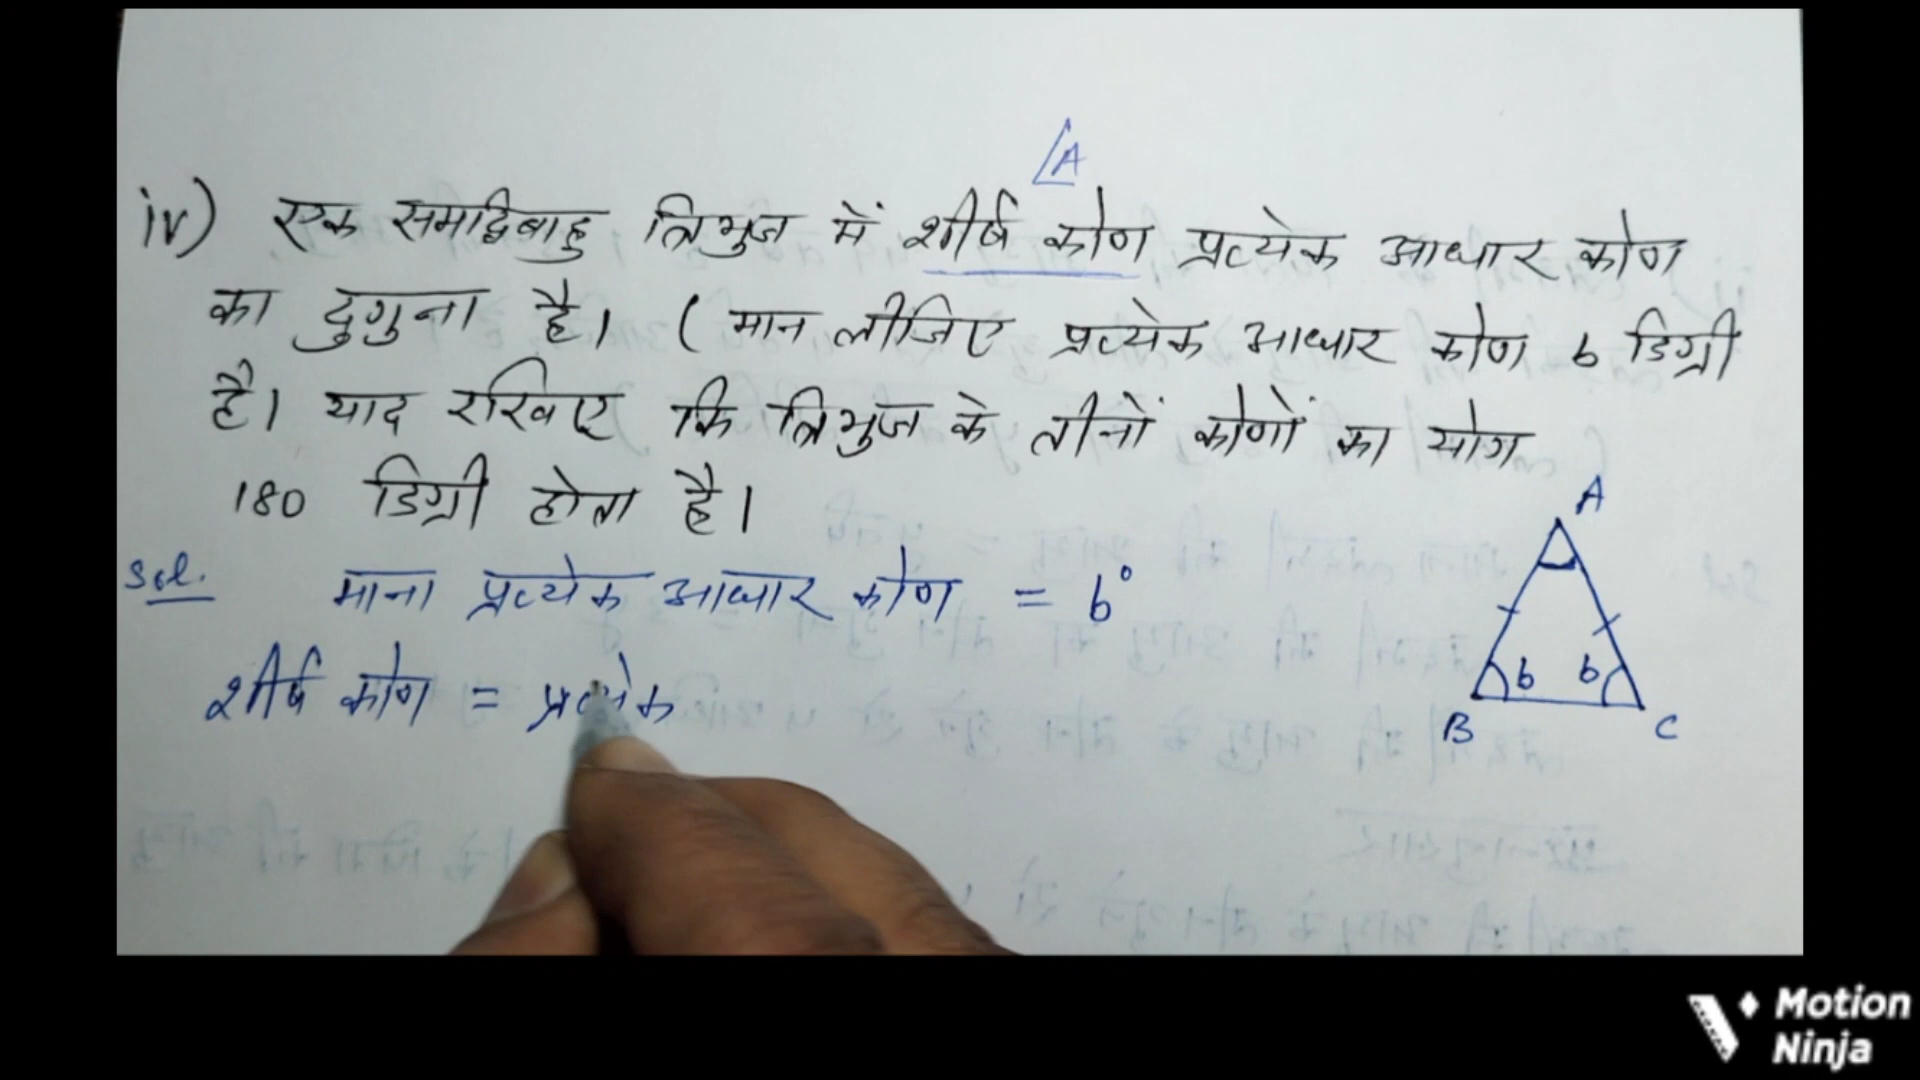 ∠A
iv) एक समद्विबाहु त्रिभुज में शीर्ष कोण प्रत्येक आधार कोण
का दुगुना है। (मान लीजिए प्रत्येक आधार कोण b डिग्री
है। याद रखिए कि त्रिभुज के तीनों कोणों का योग
180 डिग्री होता है।
A
Sol. माना प्रत्येक आधार कोण = b°
शीर्ष कोण = प्रत्येक
b b
B C
Motion
Ninja